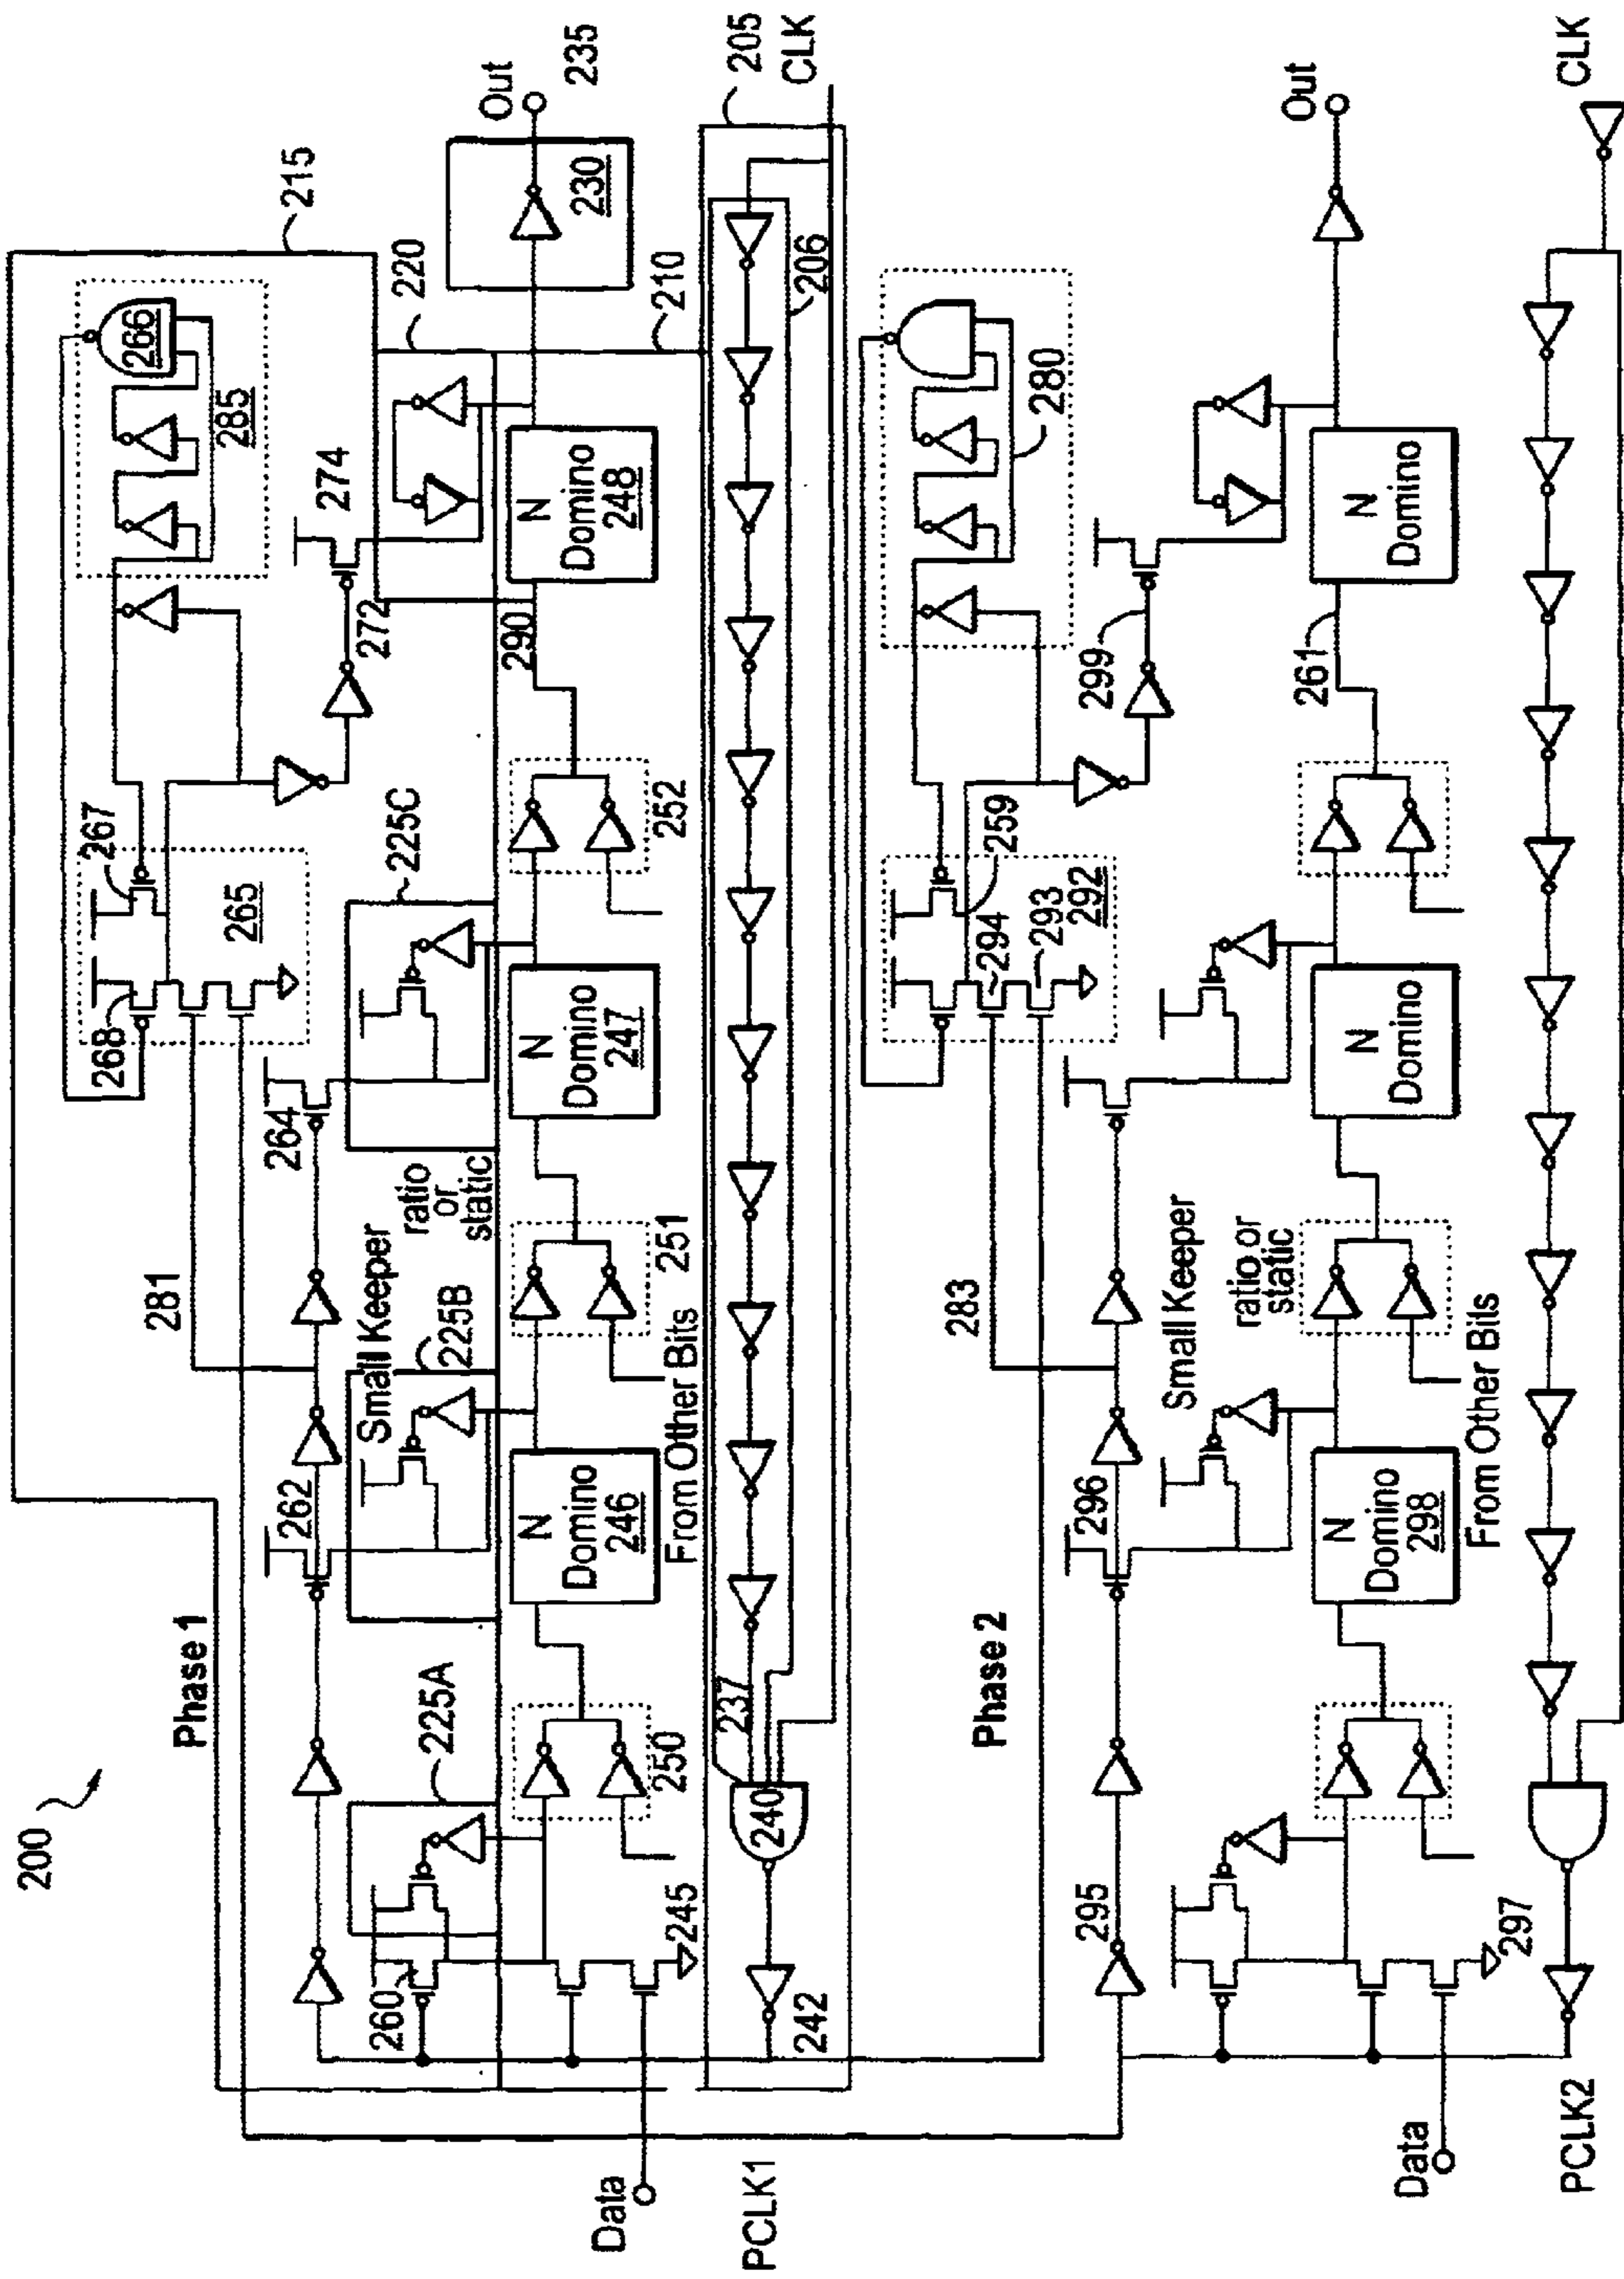 200
Phase 1
215
285
266
267
265
268
281
264
262
272
274
220
210
225C
ratio
or
static
Small Keeper
225B
225A
260
245
250
N
Domino
246
From Other Bits
251
N
Domino
247
252
290
N
Domino
248
230
Out
235
205
CLK
206
237
240
242
Data
PCLK1
Phase 2
280
259
294
293
292
283
299
261
Small Keeper
ratio or
static
295
296
297
N
Domino
298
From Other Bits
N
Domino
N
Domino
Out
CLK
Data
PCLK2